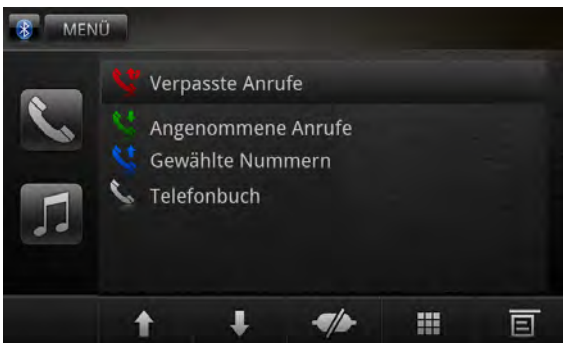 MENÜ
Verpasste Anrufe
Angenommene Anrufe
Gewählte Nummern
Telefonbuch